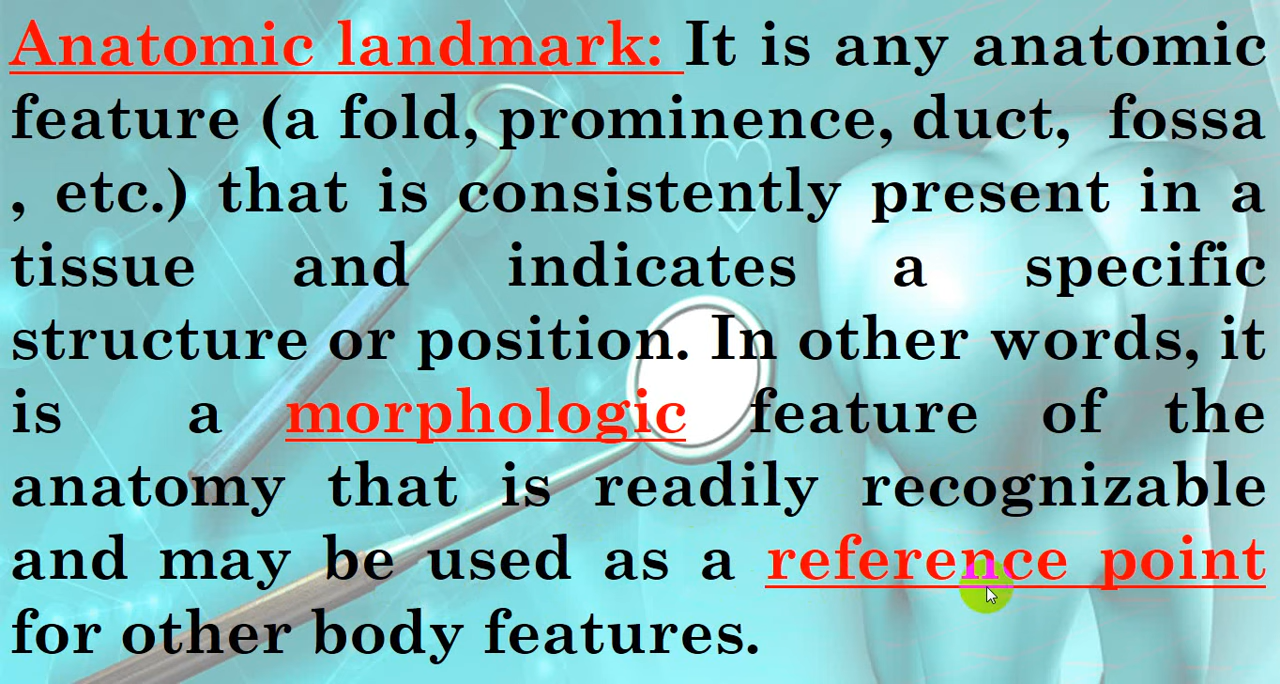 Anatomic landmark: It is any anatomic
feature (a fold, prominence, duct, fossa
, etc.) that is consistently present in a
tissue and indicates a specific
structure or position. In other words, it
is a morphologic feature of the
anatomy that is readily recognizable
and may be used as a reference point
for other body features.